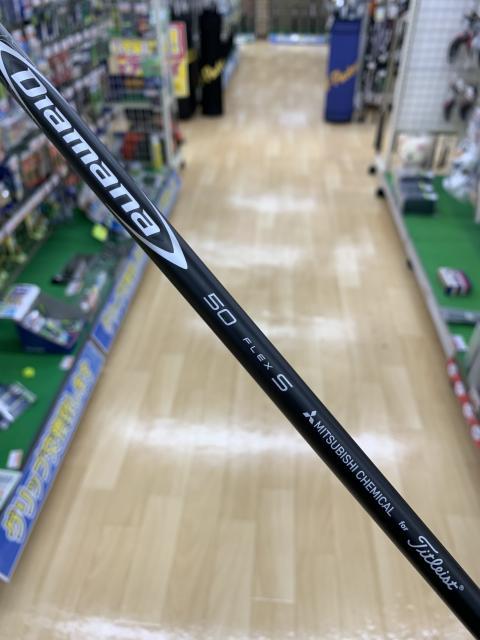 Diamana
50 FLEX S
MITSUBISHI CHEMICAL for Titleist®